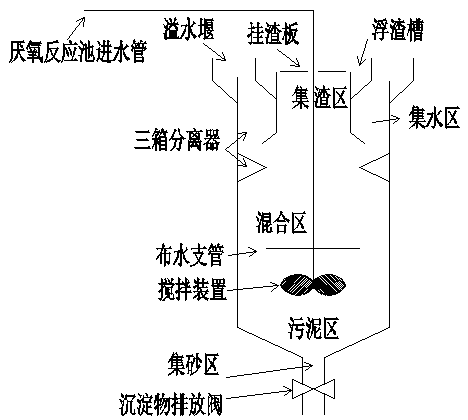 溢水堰
挂渣板
浮渣槽
厌氧反应池进水管
集渣区
集水区
三箱分离器
混合区
布水支管
搅拌装置
污泥区
集砂区
沉淀物排放阀